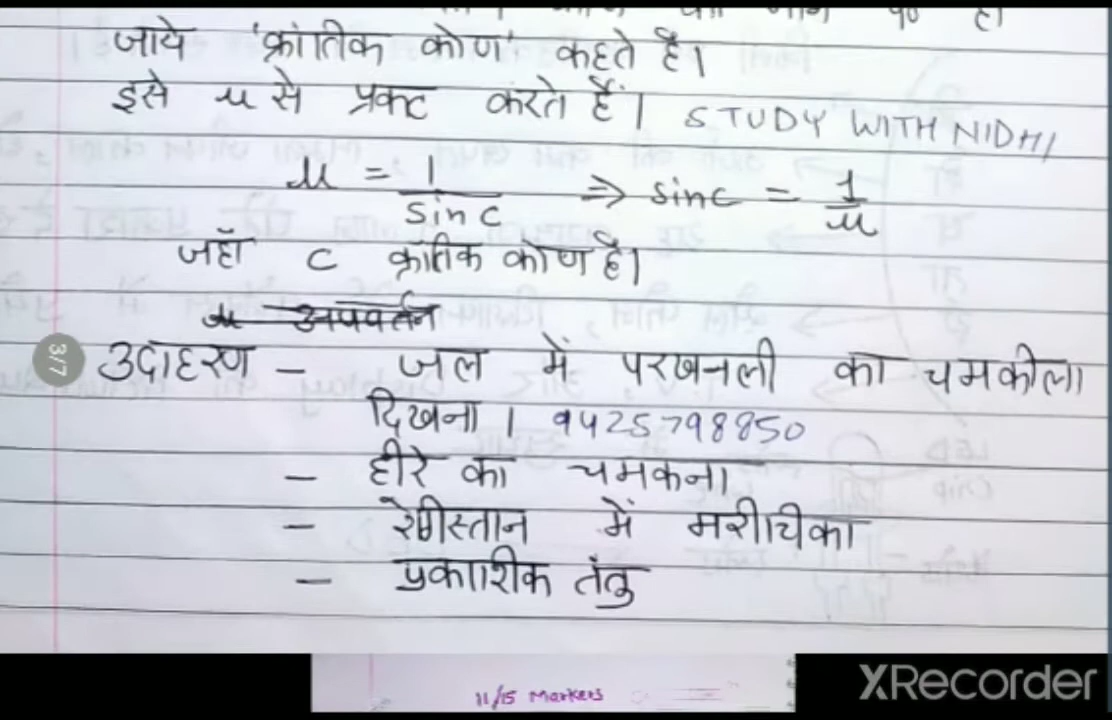 जाये 'क्रांतिक कोण' कहते है।
इसे μ से प्रकट करते हैं। STUDY WITH NIDHI
μ = 1/sin c ⇒ sinc = 1/μ
जहाँ c क्रांतिक कोण है।
μ अपवर्तन
3/7
उदाहरण – जल में परखनली का चमकीला
दिखना। 9425798850
– हीरे का चमकना।
– रेगीस्तान में मरीचिका
– प्रकाशीक तंतु
11/15 Markers
XRecorder